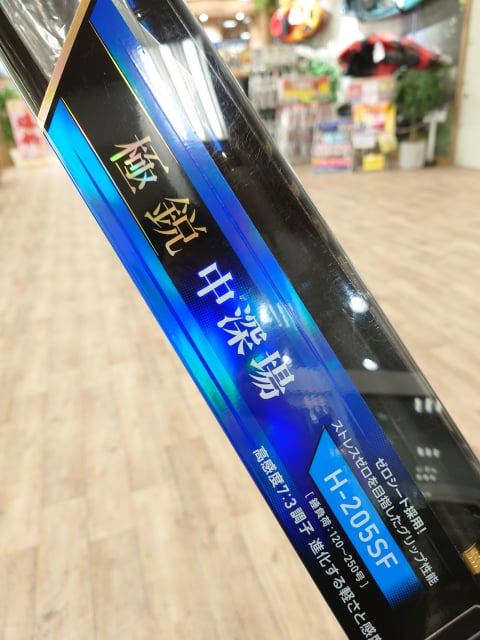 極鋭
中深場
ゼロシート採用!
ストレスゼロを目指したグリップ性能
H-205SF
[錘負荷:120~250号]
高感度7:3調子 進化する軽さと感